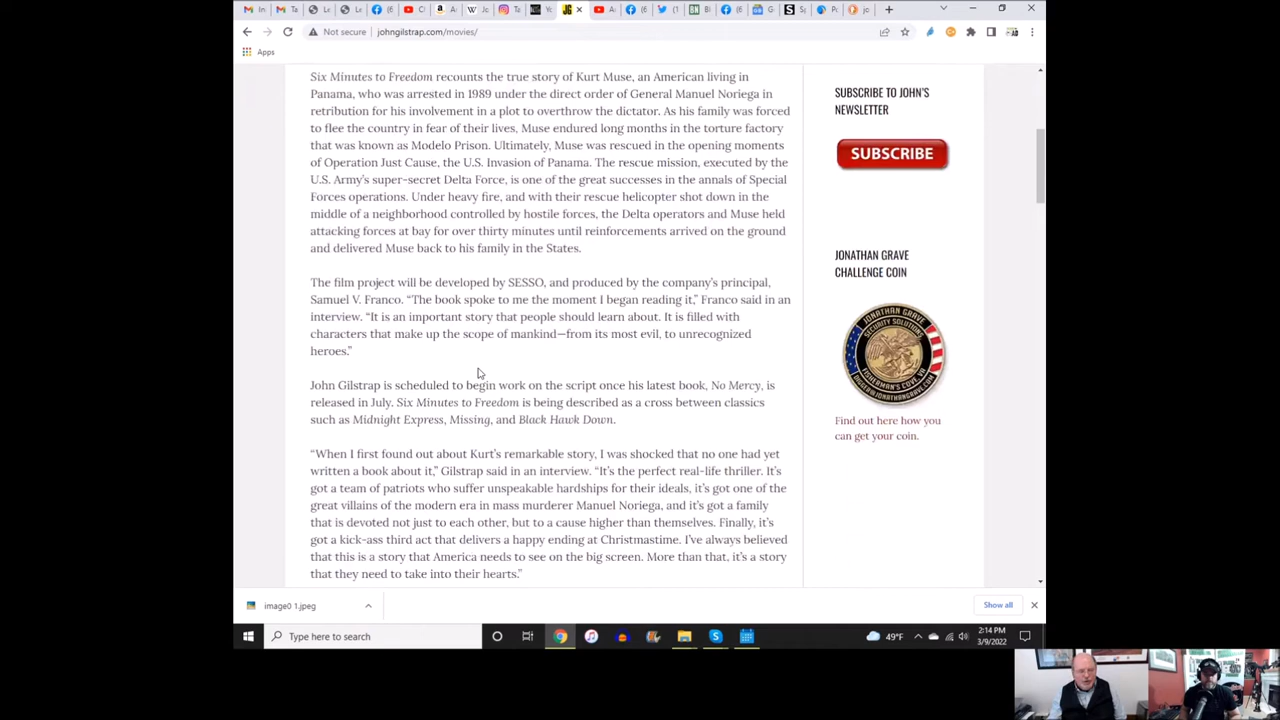 Not secure | johngilstrap.com/movies/
Apps
Six Minutes to Freedom recounts the true story of Kurt Muse, an American living in
Panama, who was arrested in 1989 under the direct order of General Manuel Noriega in
retribution for his involvement in a plot to overthrow the dictator. As his family was forced
to flee the country in fear of their lives, Muse endured long months in the torture factory
that was known as Modelo Prison. Ultimately, Muse was rescued in the opening moments
of Operation Just Cause, the U.S. Invasion of Panama. The rescue mission, executed by the
U.S. Army's super-secret Delta Force, is one of the great successes in the annals of Special
Forces operations. Under heavy fire, and with their rescue helicopter shot down in the
middle of a neighborhood controlled by hostile forces, the Delta operators and Muse held
attacking forces at bay for over thirty minutes until reinforcements arrived on the ground
and delivered Muse back to his family in the States.
The film project will be developed by SESSO, and produced by the company's principal,
Samuel V. Franco. “The book spoke to me the moment I began reading it,” Franco said in an
interview. “It is an important story that people should learn about. It is filled with
characters that make up the scope of mankind—from its most evil, to unrecognized
heroes.”
John Gilstrap is scheduled to begin work on the script once his latest book, No Mercy, is
released in July. Six Minutes to Freedom is being described as a cross between classics
such as Midnight Express, Missing, and Black Hawk Down.
“When I first found out about Kurt's remarkable story, I was shocked that no one had yet
written a book about it,” Gilstrap said in an interview. “It's the perfect real-life thriller. It's
got a team of patriots who suffer unspeakable hardships for their ideals, it's got one of the
great villains of the modern era in mass murderer Manuel Noriega, and it's got a family
that is devoted not just to each other, but to a cause higher than themselves. Finally, it's
got a kick-ass third act that delivers a happy ending at Christmastime. I've always believed
that this is a story that America needs to see on the big screen. More than that, it's a story
that they need to take into their hearts.”
SUBSCRIBE TO JOHN'S
NEWSLETTER
SUBSCRIBE
JONATHAN GRAVE
CHALLENGE COIN
JONATHAN GRAVE
SECURITY SOLUTIONS
FISHERMAN'S COVE, VA
Find out here how you
can get your coin.
image0 1.jpeg
Show all
Type here to search
49°F
2:14 PM
3/9/2022